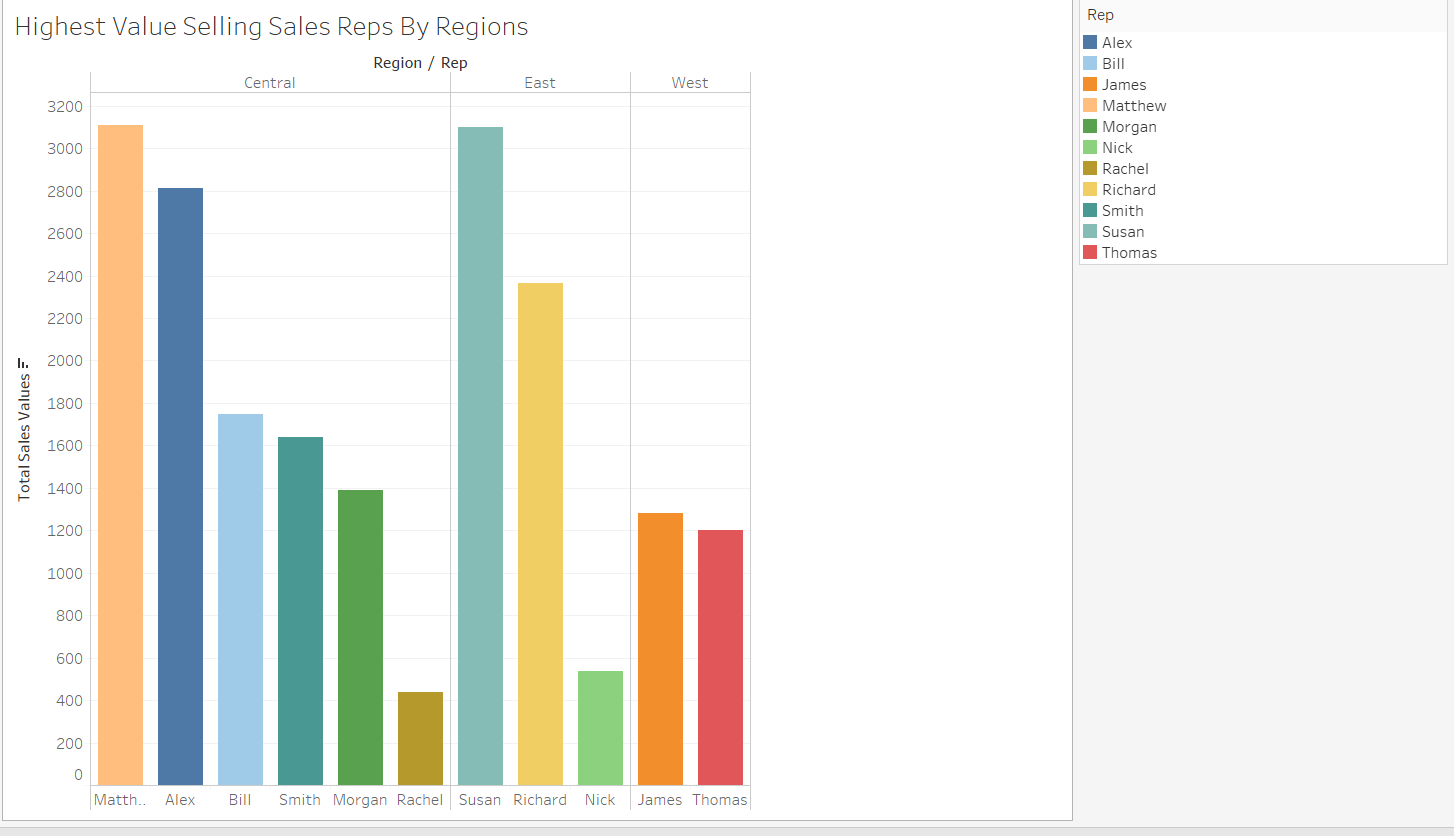 Highest Value Selling Sales Reps By Regions
Region / Rep
Central East West
3200
3000
2800
2600
2400
2200
2000
1800
1600
1400
1200
1000
800
600
400
200
0
Total Sales Values
Matth.. Alex Bill Smith Morgan Rachel Susan Richard Nick James Thomas
Rep
Alex
Bill
James
Matthew
Morgan
Nick
Rachel
Richard
Smith
Susan
Thomas